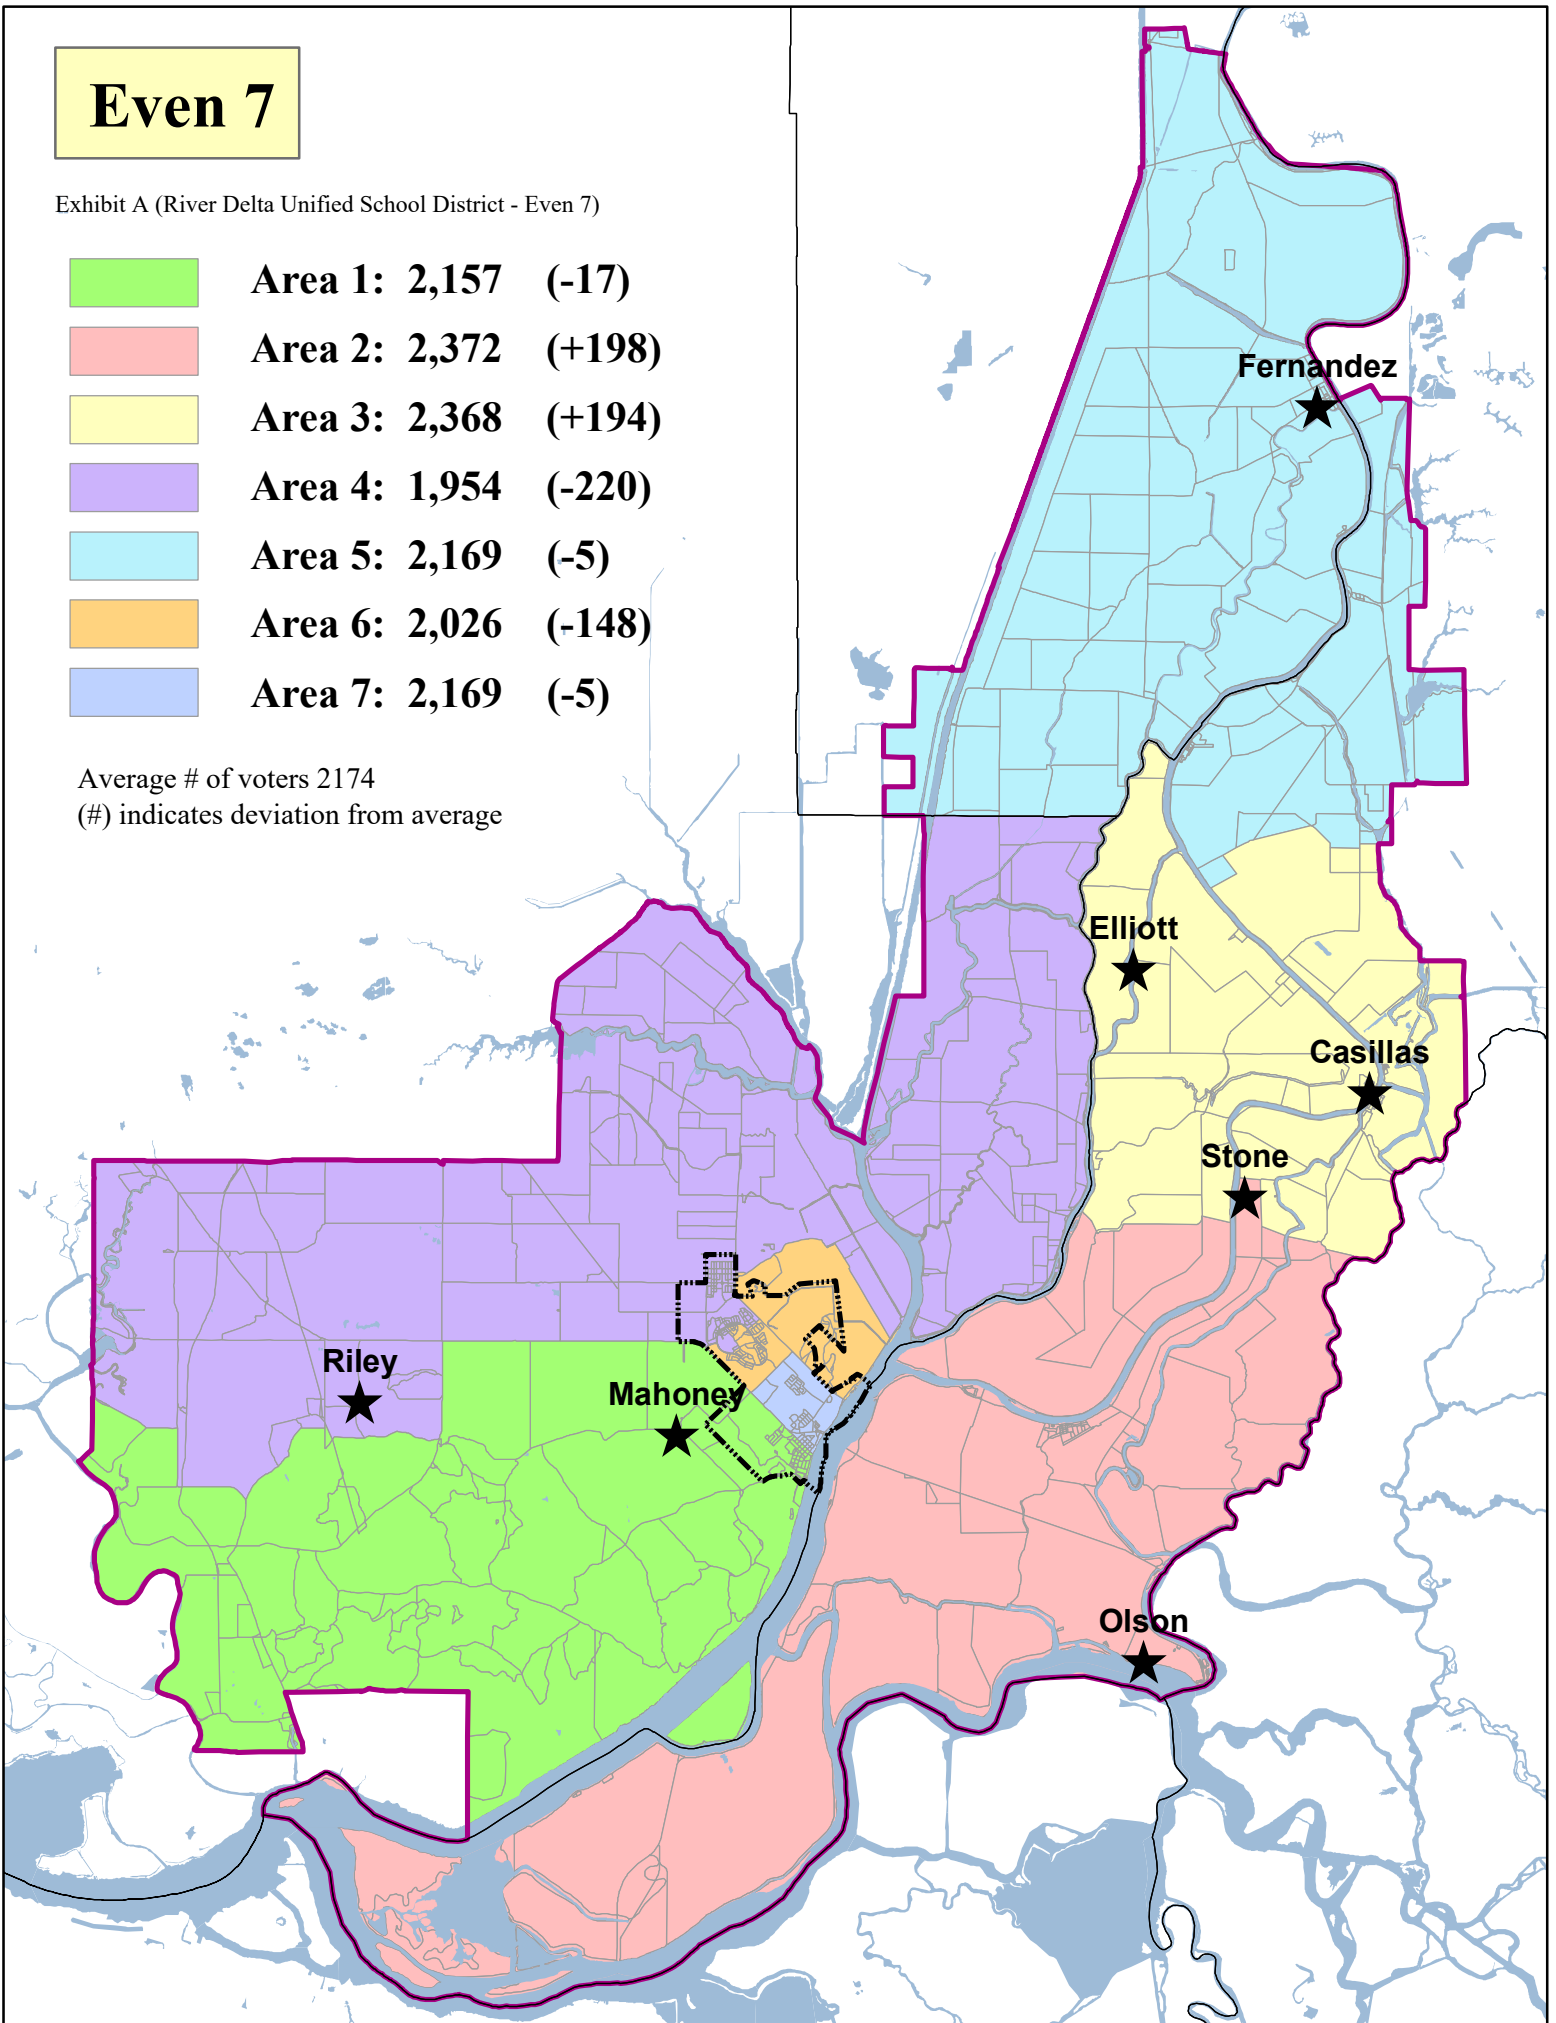 Even 7
Exhibit A (River Delta Unified School District - Even 7)
Area 1: 2,157 (-17)
Area 2: 2,372 (+198)
Area 3: 2,368 (+194)
Area 4: 1,954 (-220)
Area 5: 2,169 (-5)
Area 6: 2,026 (-148)
Area 7: 2,169 (-5)
Average # of voters 2174
(#) indicates deviation from average
Fernandez
Elliott
Casillas
Stone
Riley
Mahoney
Olson